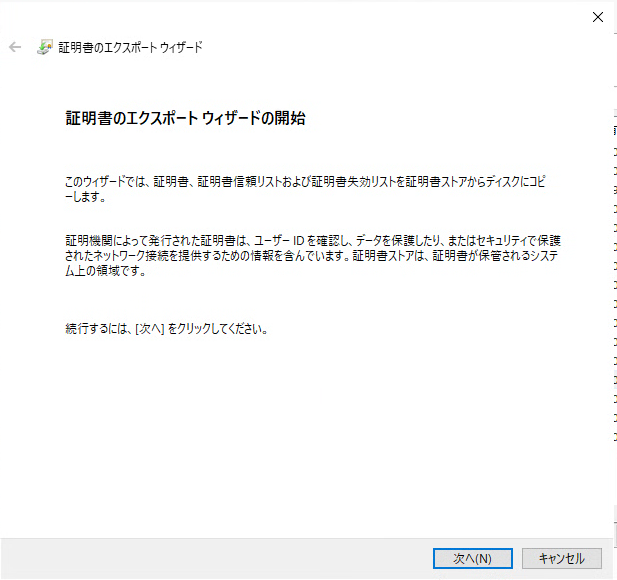 証明書のエクスポート ウィザード
証明書のエクスポート ウィザードの開始
このウィザードでは、証明書、証明書信頼リストおよび証明書失効リストを証明書ストアからディスクにコピ
ーします。
証明機関によって発行された証明書は、ユーザー ID を確認し、データを保護したり、またはセキュリティで保護
されたネットワーク接続を提供するための情報を含んでいます。証明書ストアは、証明書が保管されるシステ
ム上の領域です。
続行するには、[次へ] をクリックしてください。
次へ(N)
キャンセル